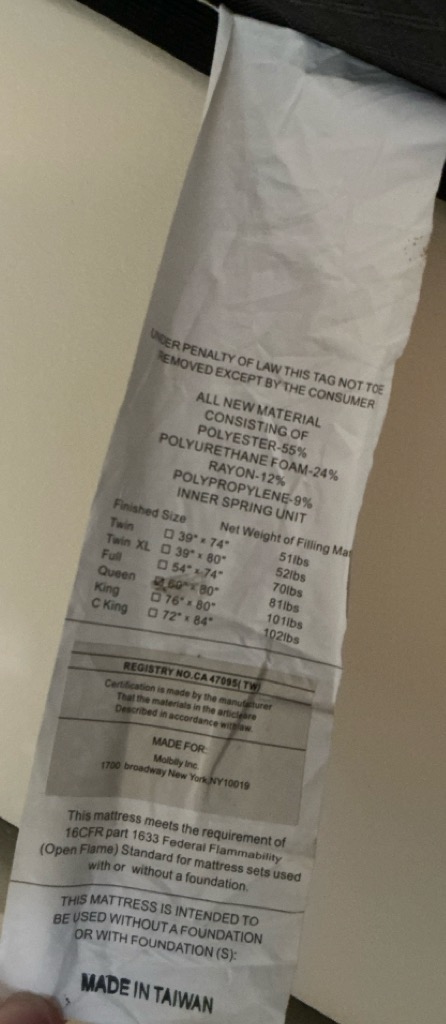 UNDER PENALTY OF LAW THIS TAG NOT TOE
REMOVED EXCEPT BY THE CONSUMER
ALL NEW MATERIAL
CONSISTING OF
POLYESTER-55%
POLYURETHANE FOAM-24%
RAYON-12%
POLYPROPYLENE-9%
INNER SPRING UNIT
Finished Size Net Weight of Filling Mat
Twin ☐ 39" x 74" 51lbs
Twin XL ☐ 39" x 80" 52lbs
Full ☐ 54" x 74" 70lbs
Queen ☑ 60" x 80" 81lbs
King ☐ 76" x 80" 101lbs
C King ☐ 72" x 84" 102lbs
REGISTRY NO.CA 47095(TW)
Certification is made by the manufacturer
That the materials in the article are
Described in accordance with law.
MADE FOR:
Molbily Inc.
1700 broadway New York,NY10019
This mattress meets the requirement of
16CFR part 1633 Federal Flammability
(Open Flame) Standard for mattress sets used
with or without a foundation.
THIS MATTRESS IS INTENDED TO
BE USED WITHOUT A FOUNDATION
OR WITH FOUNDATION (S):
MADE IN TAIWAN